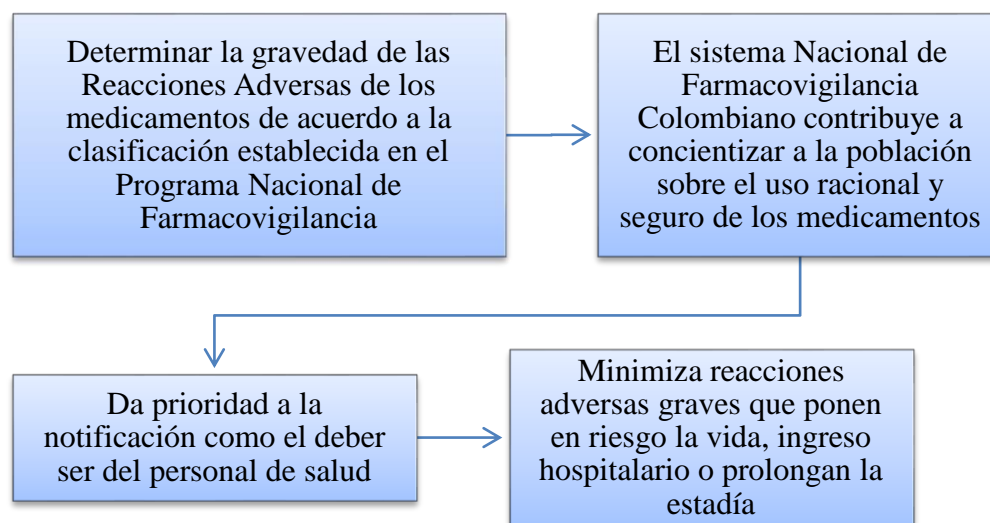 Determinar la gravedad de las
Reacciones Adversas de los
medicamentos de acuerdo a la
clasificación establecida en el
Programa Nacional de
Farmacovigilancia
El sistema Nacional de
Farmacovigilancia
Colombiano contribuye a
concientizar a la población
sobre el uso racional y
seguro de los medicamentos
Da prioridad a la
notificación como el deber
ser del personal de salud
Minimiza reacciones
adversas graves que ponen
en riesgo la vida, ingreso
hospitalario o prolongan la
estadía